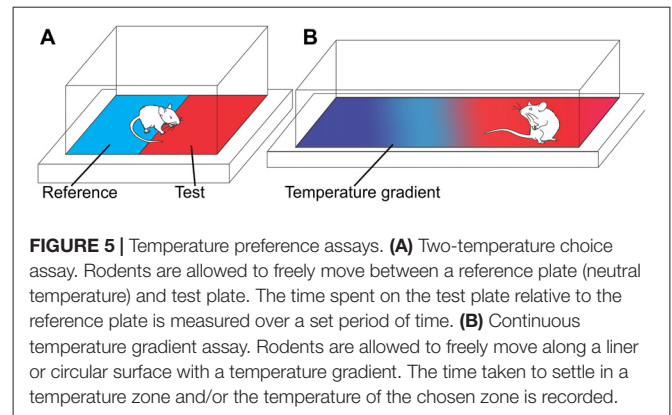 A
B
Reference
Test
Temperature gradient
FIGURE 5 | Temperature preference assays. (A) Two-temperature choice
assay. Rodents are allowed to freely move between a reference plate (neutral
temperature) and test plate. The time spent on the test plate relative to the
reference plate is measured over a set period of time. (B) Continuous
temperature gradient assay. Rodents are allowed to freely move along a liner
or circular surface with a temperature gradient. The time taken to settle in a
temperature zone and/or the temperature of the chosen zone is recorded.